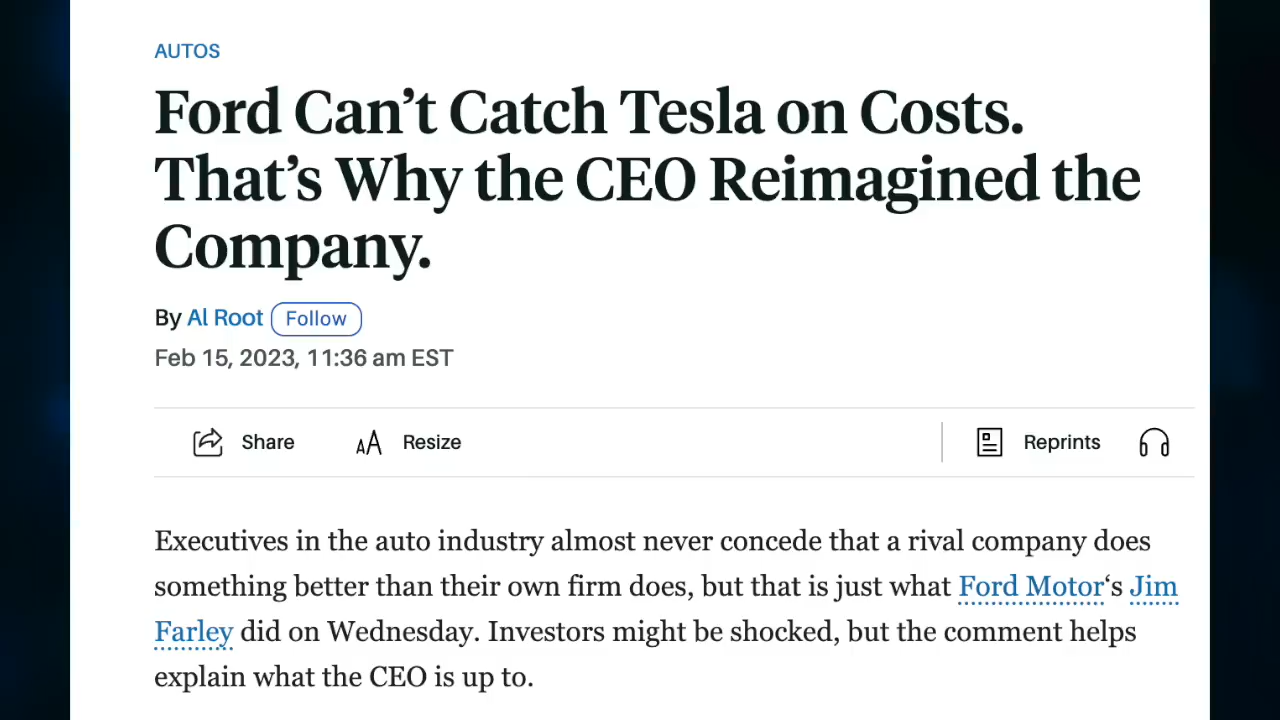 AUTOS
Ford Can’t Catch Tesla on Costs.
That’s Why the CEO Reimagined the
Company.
By Al Root Follow
Feb 15, 2023, 11:36 am EST
Share AA Resize Reprints
Executives in the auto industry almost never concede that a rival company does
something better than their own firm does, but that is just what Ford Motor‘s Jim
Farley did on Wednesday. Investors might be shocked, but the comment helps
explain what the CEO is up to.